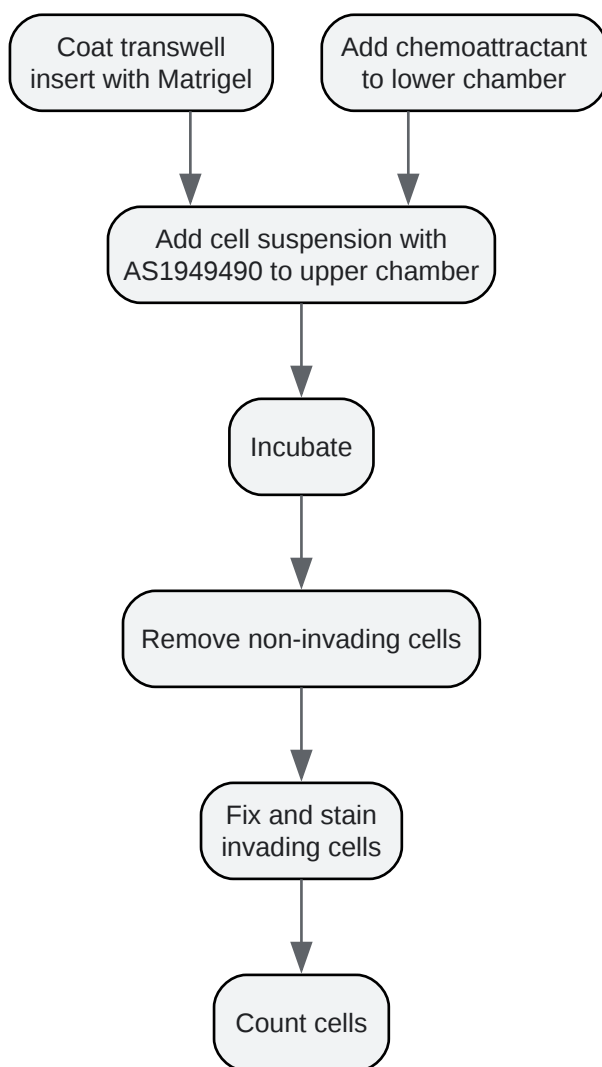 Coat transwell
insert with Matrigel
Add chemoattractant
to lower chamber
Add cell suspension with
AS1949490 to upper chamber
Incubate
Remove non-invading cells
Fix and stain
invading cells
Count cells